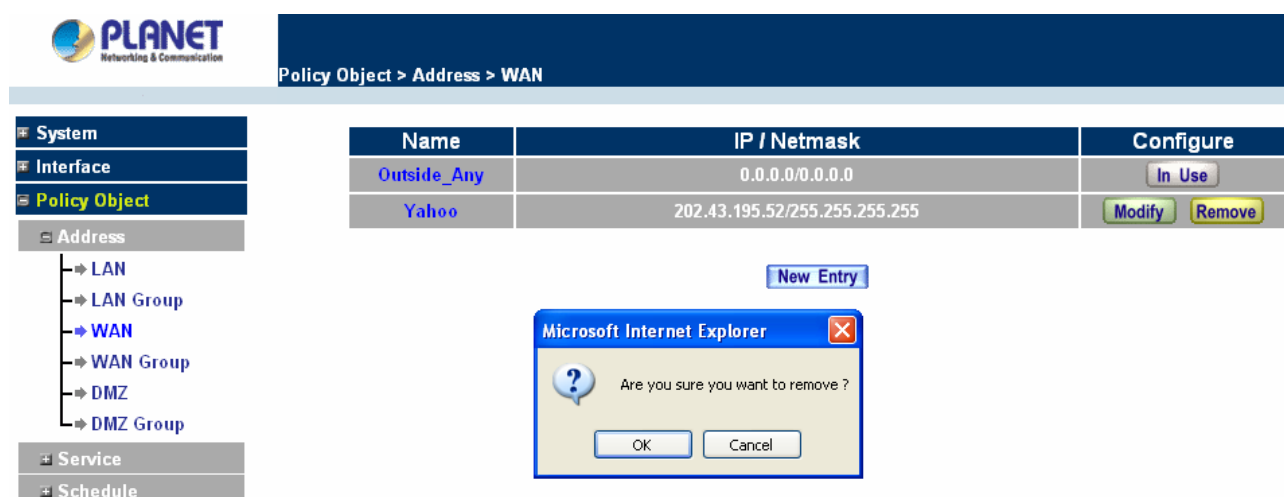 PLANET
Networking & Communication
Policy Object > Address > WAN
System
Interface
Policy Object
Address
LAN
LAN Group
WAN
WAN Group
DMZ
DMZ Group
Service
Schedule
Name IP / Netmask Configure
Outside_Any 0.0.0.0/0.0.0.0 In Use
Yahoo 202.43.195.52/255.255.255.255 Modify Remove
New Entry
Microsoft Internet Explorer
Are you sure you want to remove ?
OK Cancel